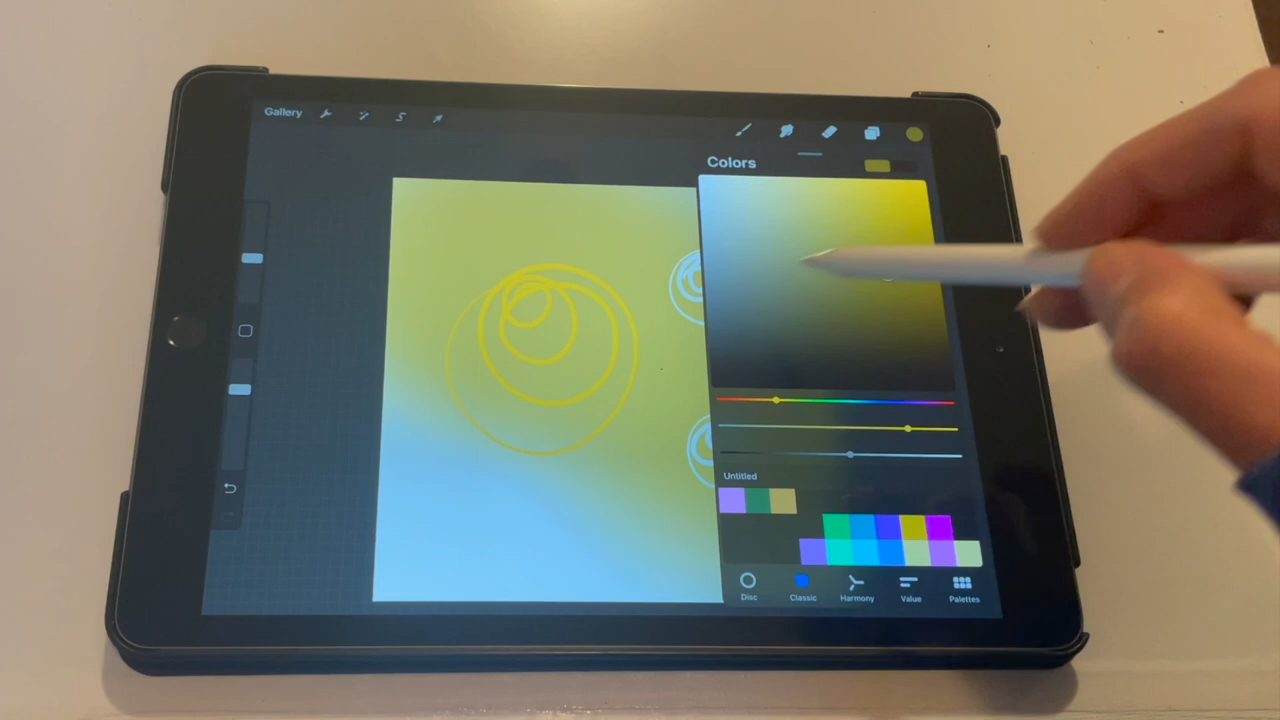 Gallery
Colors
Untitled
Disc
Classic
Harmony
Value
Palettes